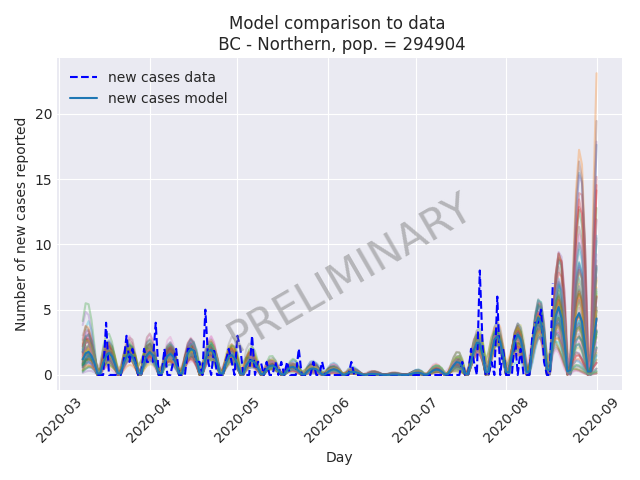 Model comparison to data
BC - Northern, pop. = 294904
new cases data
new cases model
Number of new cases reported
20
15
10
5
0
PRELIMINARY
2020-03
2020-04
2020-05
2020-06
2020-07
2020-08
2020-09
Day